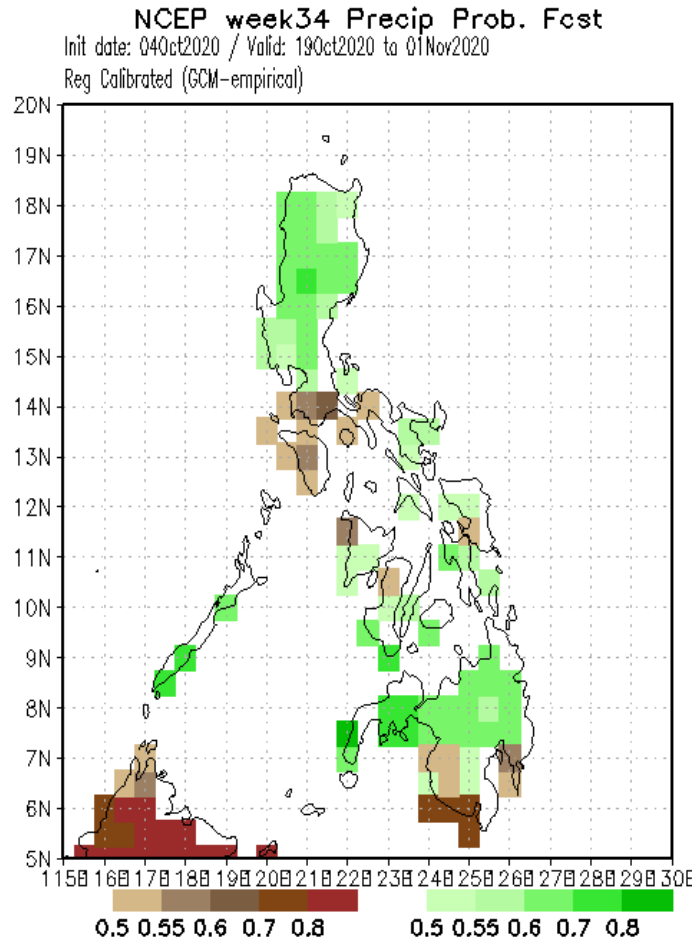 NCEP week34 Precip Prob. Fcst
Init date: 04Oct2020 / Valid: 19Oct2020 to 01Nov2020
Reg Calibrated (GCM-empirical)
20N
19N
18N
17N
16N
15N
14N
13N
12N
11N
10N
9N
8N
7N
6N
5N
115E 116E 117E 118E 119E 120E 121E 122E 123E 124E 125E 126E 127E 128E 129E 130E
0.5 0.55 0.6 0.7 0.8 0.5 0.55 0.6 0.7 0.8